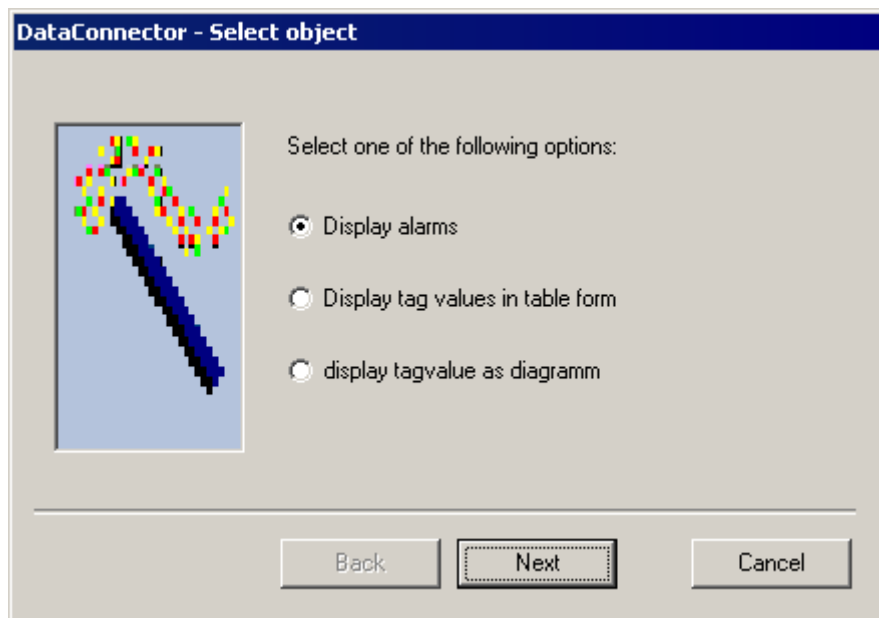 DataConnector - Select object
Select one of the following options:
Display alarms
Display tag values in table form
display tagvalue as diagramm
Back
Next
Cancel